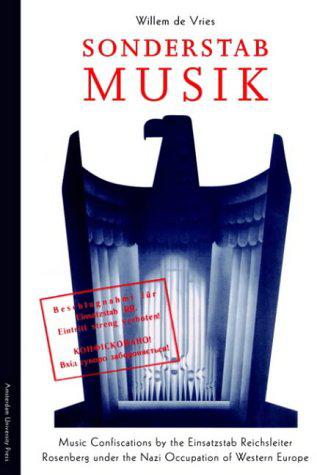 Willem de Vries
SONDERSTAB
MUSIK
Beschlagnahmt für
Einsatzstab RR.
Eintritt streng verboten!
КОНФІСКОВАНО!
Вхід суворо забороняється!
Amsterdam University Press
Music Confiscations by the Einsatzstab Reichsleiter
Rosenberg under the Nazi Occupation of Western Europe